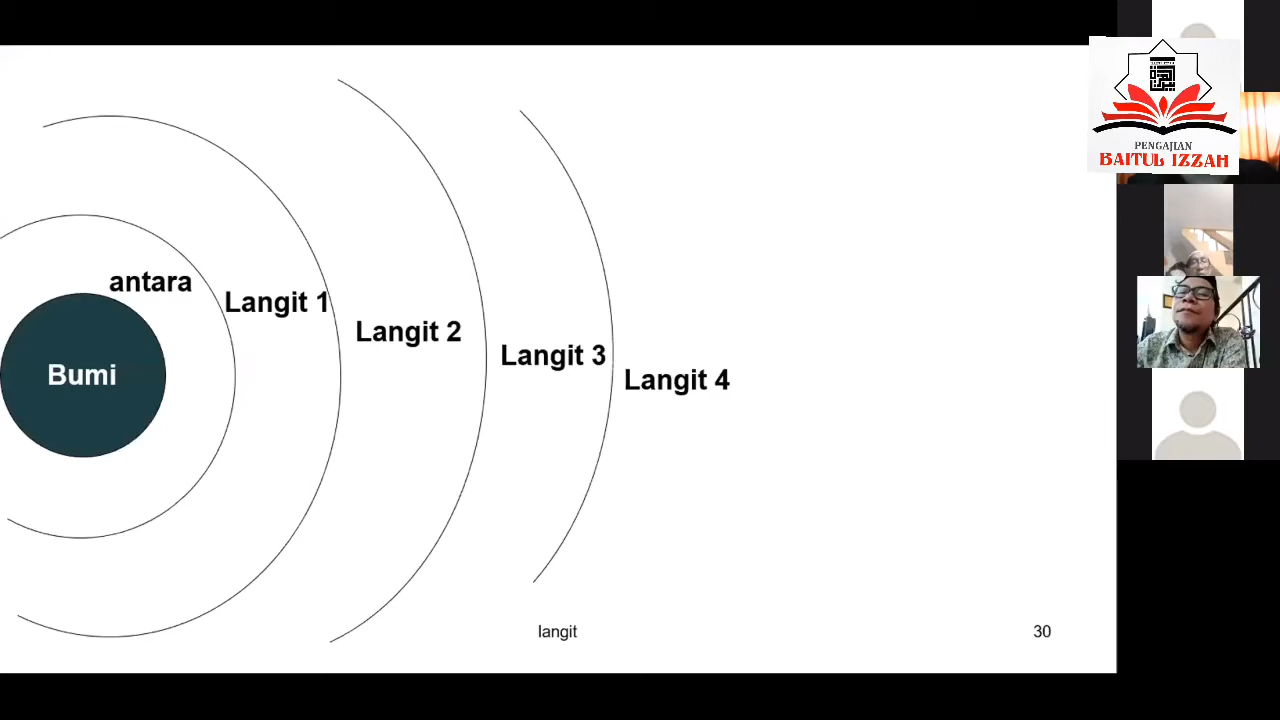 antara
Langit 1
Langit 2
Langit 3
Langit 4
Bumi
langit
30
PENGAJIAN
BAITUL IZZAH